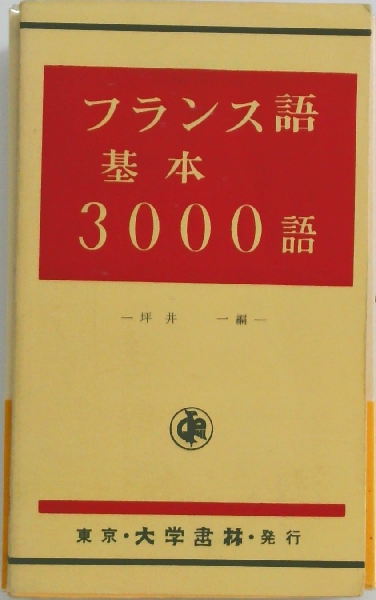 フランス語
基本
3000語
―坪井 一編―
東京・大学書林・発行